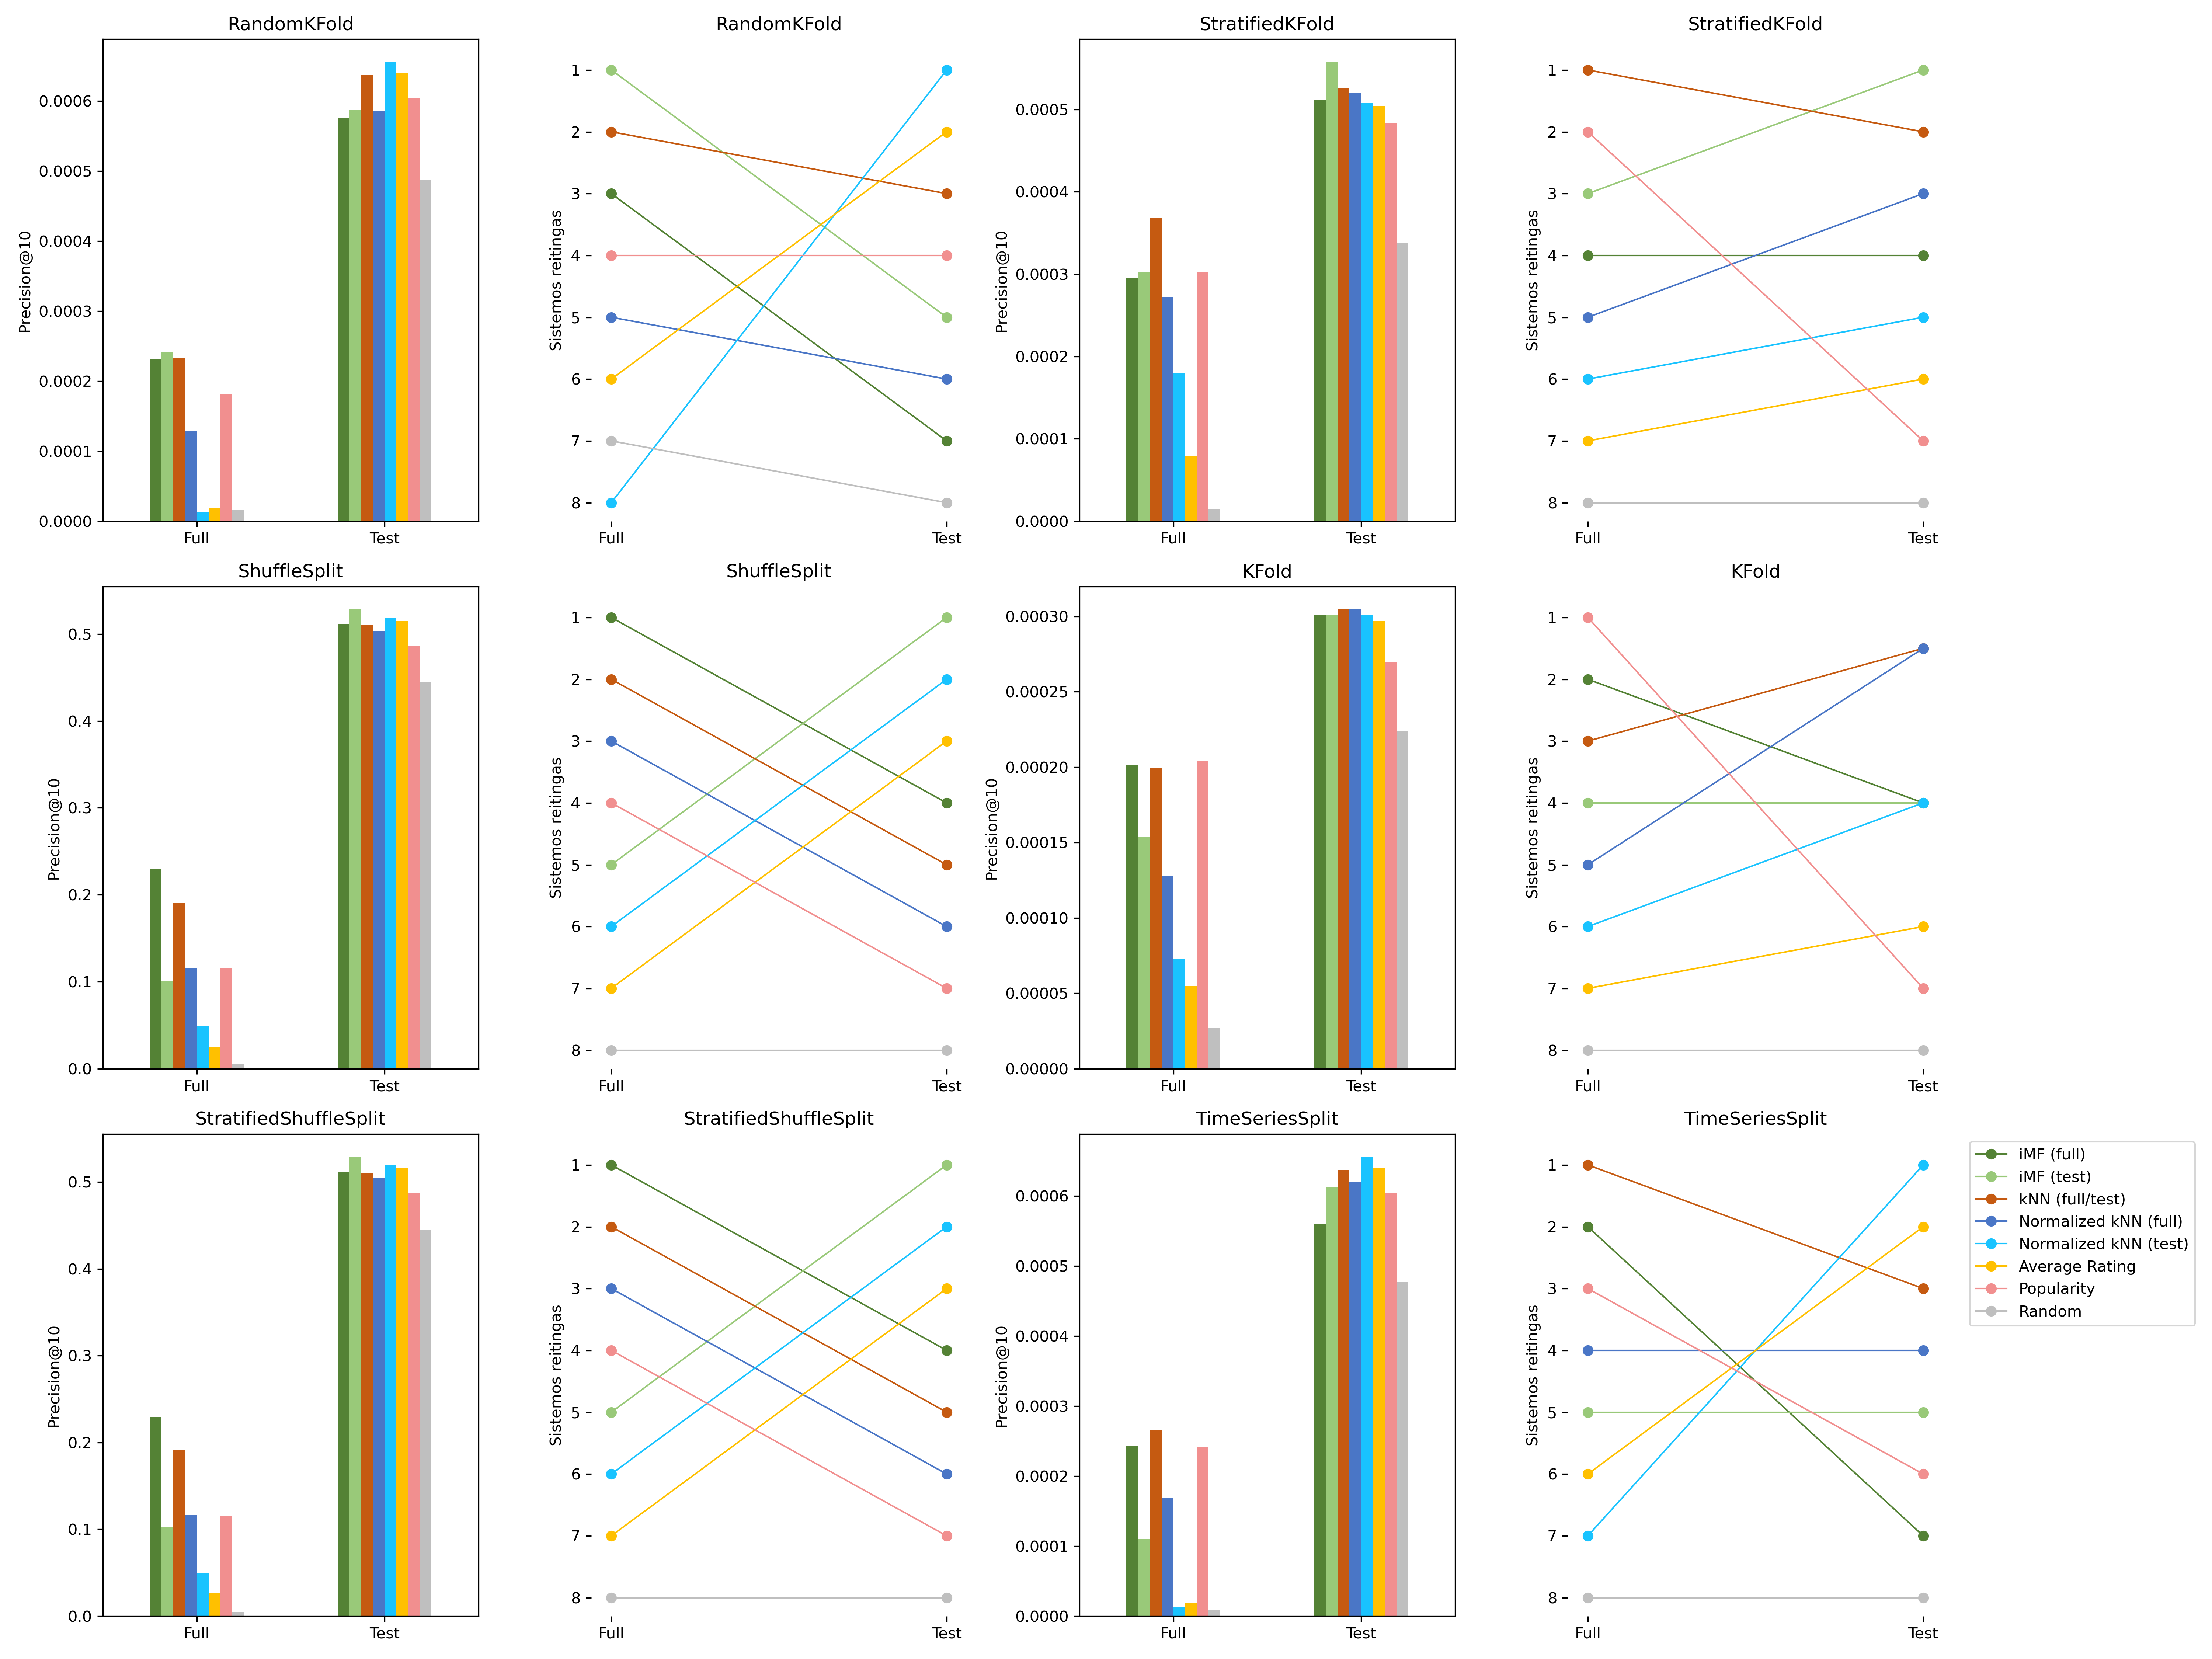 RandomKFold
0.0006
0.0005
0.0004
0.0003
0.0002
0.0001
0.0000
Precision@10
Full Test
RandomKFold
1
2
3
4
5
6
7
8
Sistemos reitingas
Full Test
StratifiedKFold
0.0005
0.0004
0.0003
0.0002
0.0001
0.0000
Precision@10
Full Test
StratifiedKFold
1
2
3
4
5
6
7
8
Sistemos reitingas
Full Test
ShuffleSplit
0.5
0.4
0.3
0.2
0.1
0.0
Precision@10
Full Test
ShuffleSplit
1
2
3
4
5
6
7
8
Sistemos reitingas
Full Test
KFold
0.00030
0.00025
0.00020
0.00015
0.00010
0.00005
0.00000
Precision@10
Full Test
KFold
1
2
3
4
5
6
7
8
Sistemos reitingas
Full Test
StratifiedShuffleSplit
0.5
0.4
0.3
0.2
0.1
0.0
Precision@10
Full Test
StratifiedShuffleSplit
1
2
3
4
5
6
7
8
Sistemos reitingas
Full Test
TimeSeriesSplit
0.0006
0.0005
0.0004
0.0003
0.0002
0.0001
0.0000
Precision@10
Full Test
TimeSeriesSplit
1
2
3
4
5
6
7
8
Sistemos reitingas
Full Test
iMF (full)
iMF (test)
kNN (full/test)
Normalized kNN (full)
Normalized kNN (test)
Average Rating
Popularity
Random